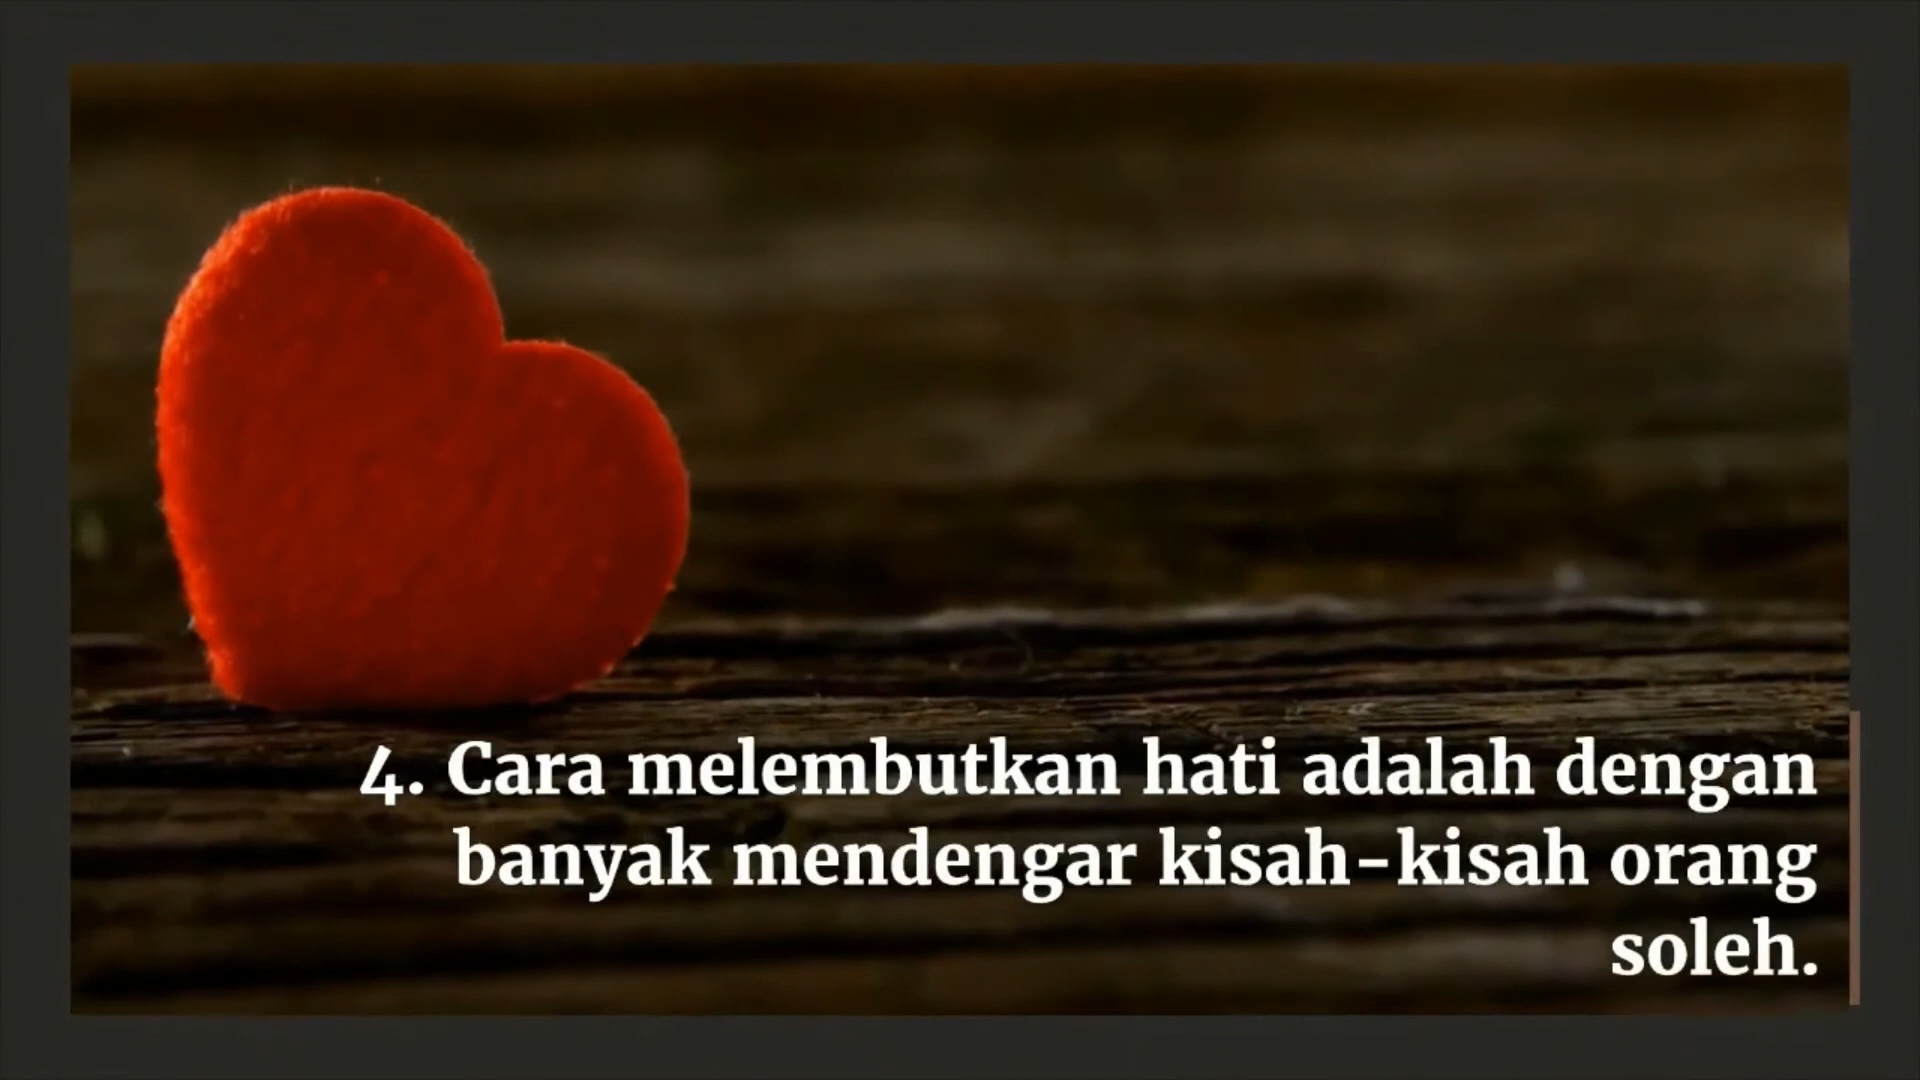 4. Cara melembutkan hati adalah dengan
banyak mendengar kisah-kisah orang
soleh.